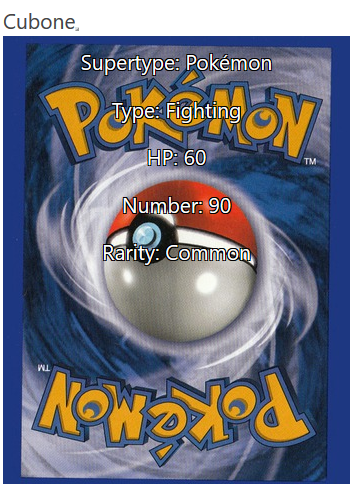 Cubone
Supertype: Pokémon
POKéMON
Type: Fighting
TM
HP: 60
Number: 90
Rarity: Common
TM
POKéMON